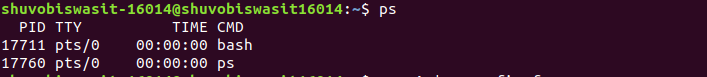 shuvobiswasit-16014@shuvobiswasit16014:~$ ps
  PID TTY          TIME CMD
17711 pts/0    00:00:00 bash
17760 pts/0    00:00:00 ps